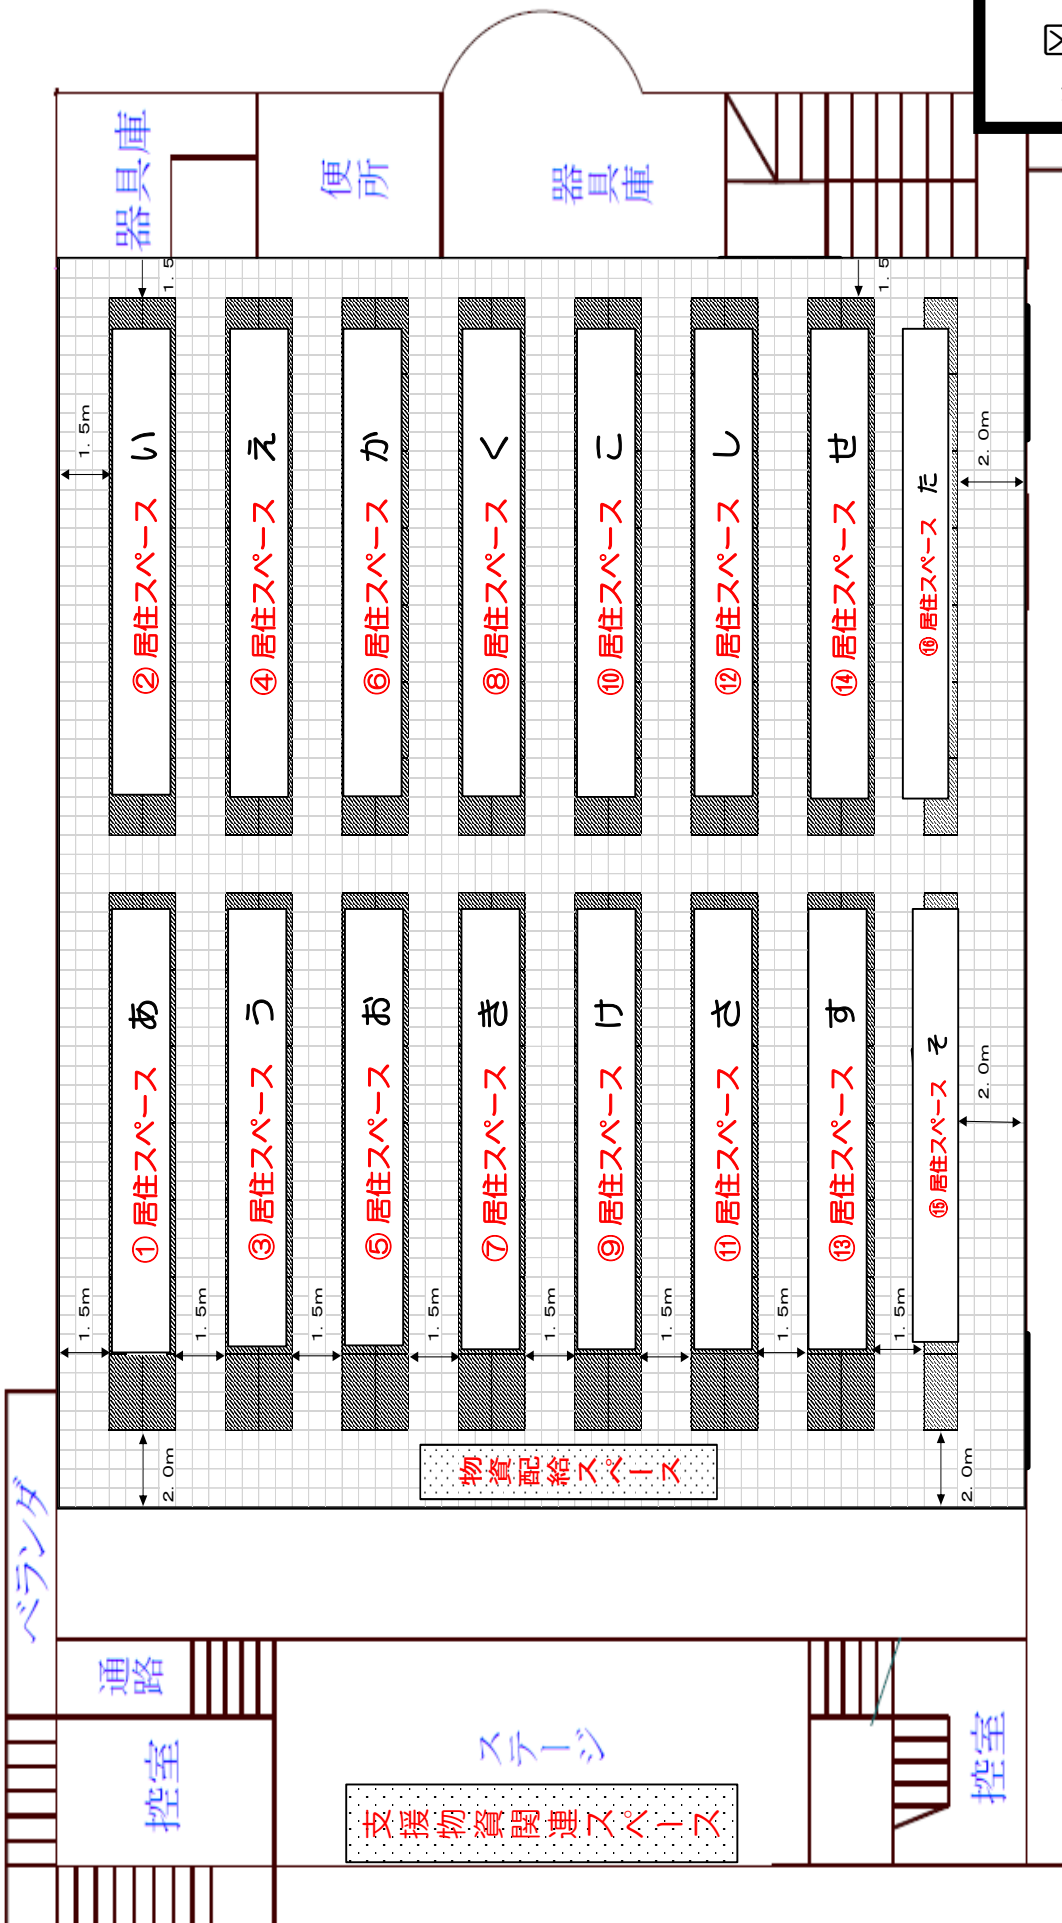 器具庫
便所
器具庫
1.5
1.5
1.5m
2.0m
② 居住スペース い
④ 居住スペース え
⑥ 居住スペース か
⑧ 居住スペース く
⑩ 居住スペース こ
⑫ 居住スペース し
⑭ 居住スペース せ
⑯ 居住スペース た
① 居住スペース あ
③ 居住スペース う
⑤ 居住スペース お
⑦ 居住スペース き
⑨ 居住スペース け
⑪ 居住スペース さ
⑬ 居住スペース す
⑮ 居住スペース そ
2.0m
1.5m
1.5m
1.5m
1.5m
1.5m
1.5m
1.5m
1.5m
2.0m
物資配給スペース
2.0m
ベランダ
通路
控室
ステージ
控室
支援物資関連スペース